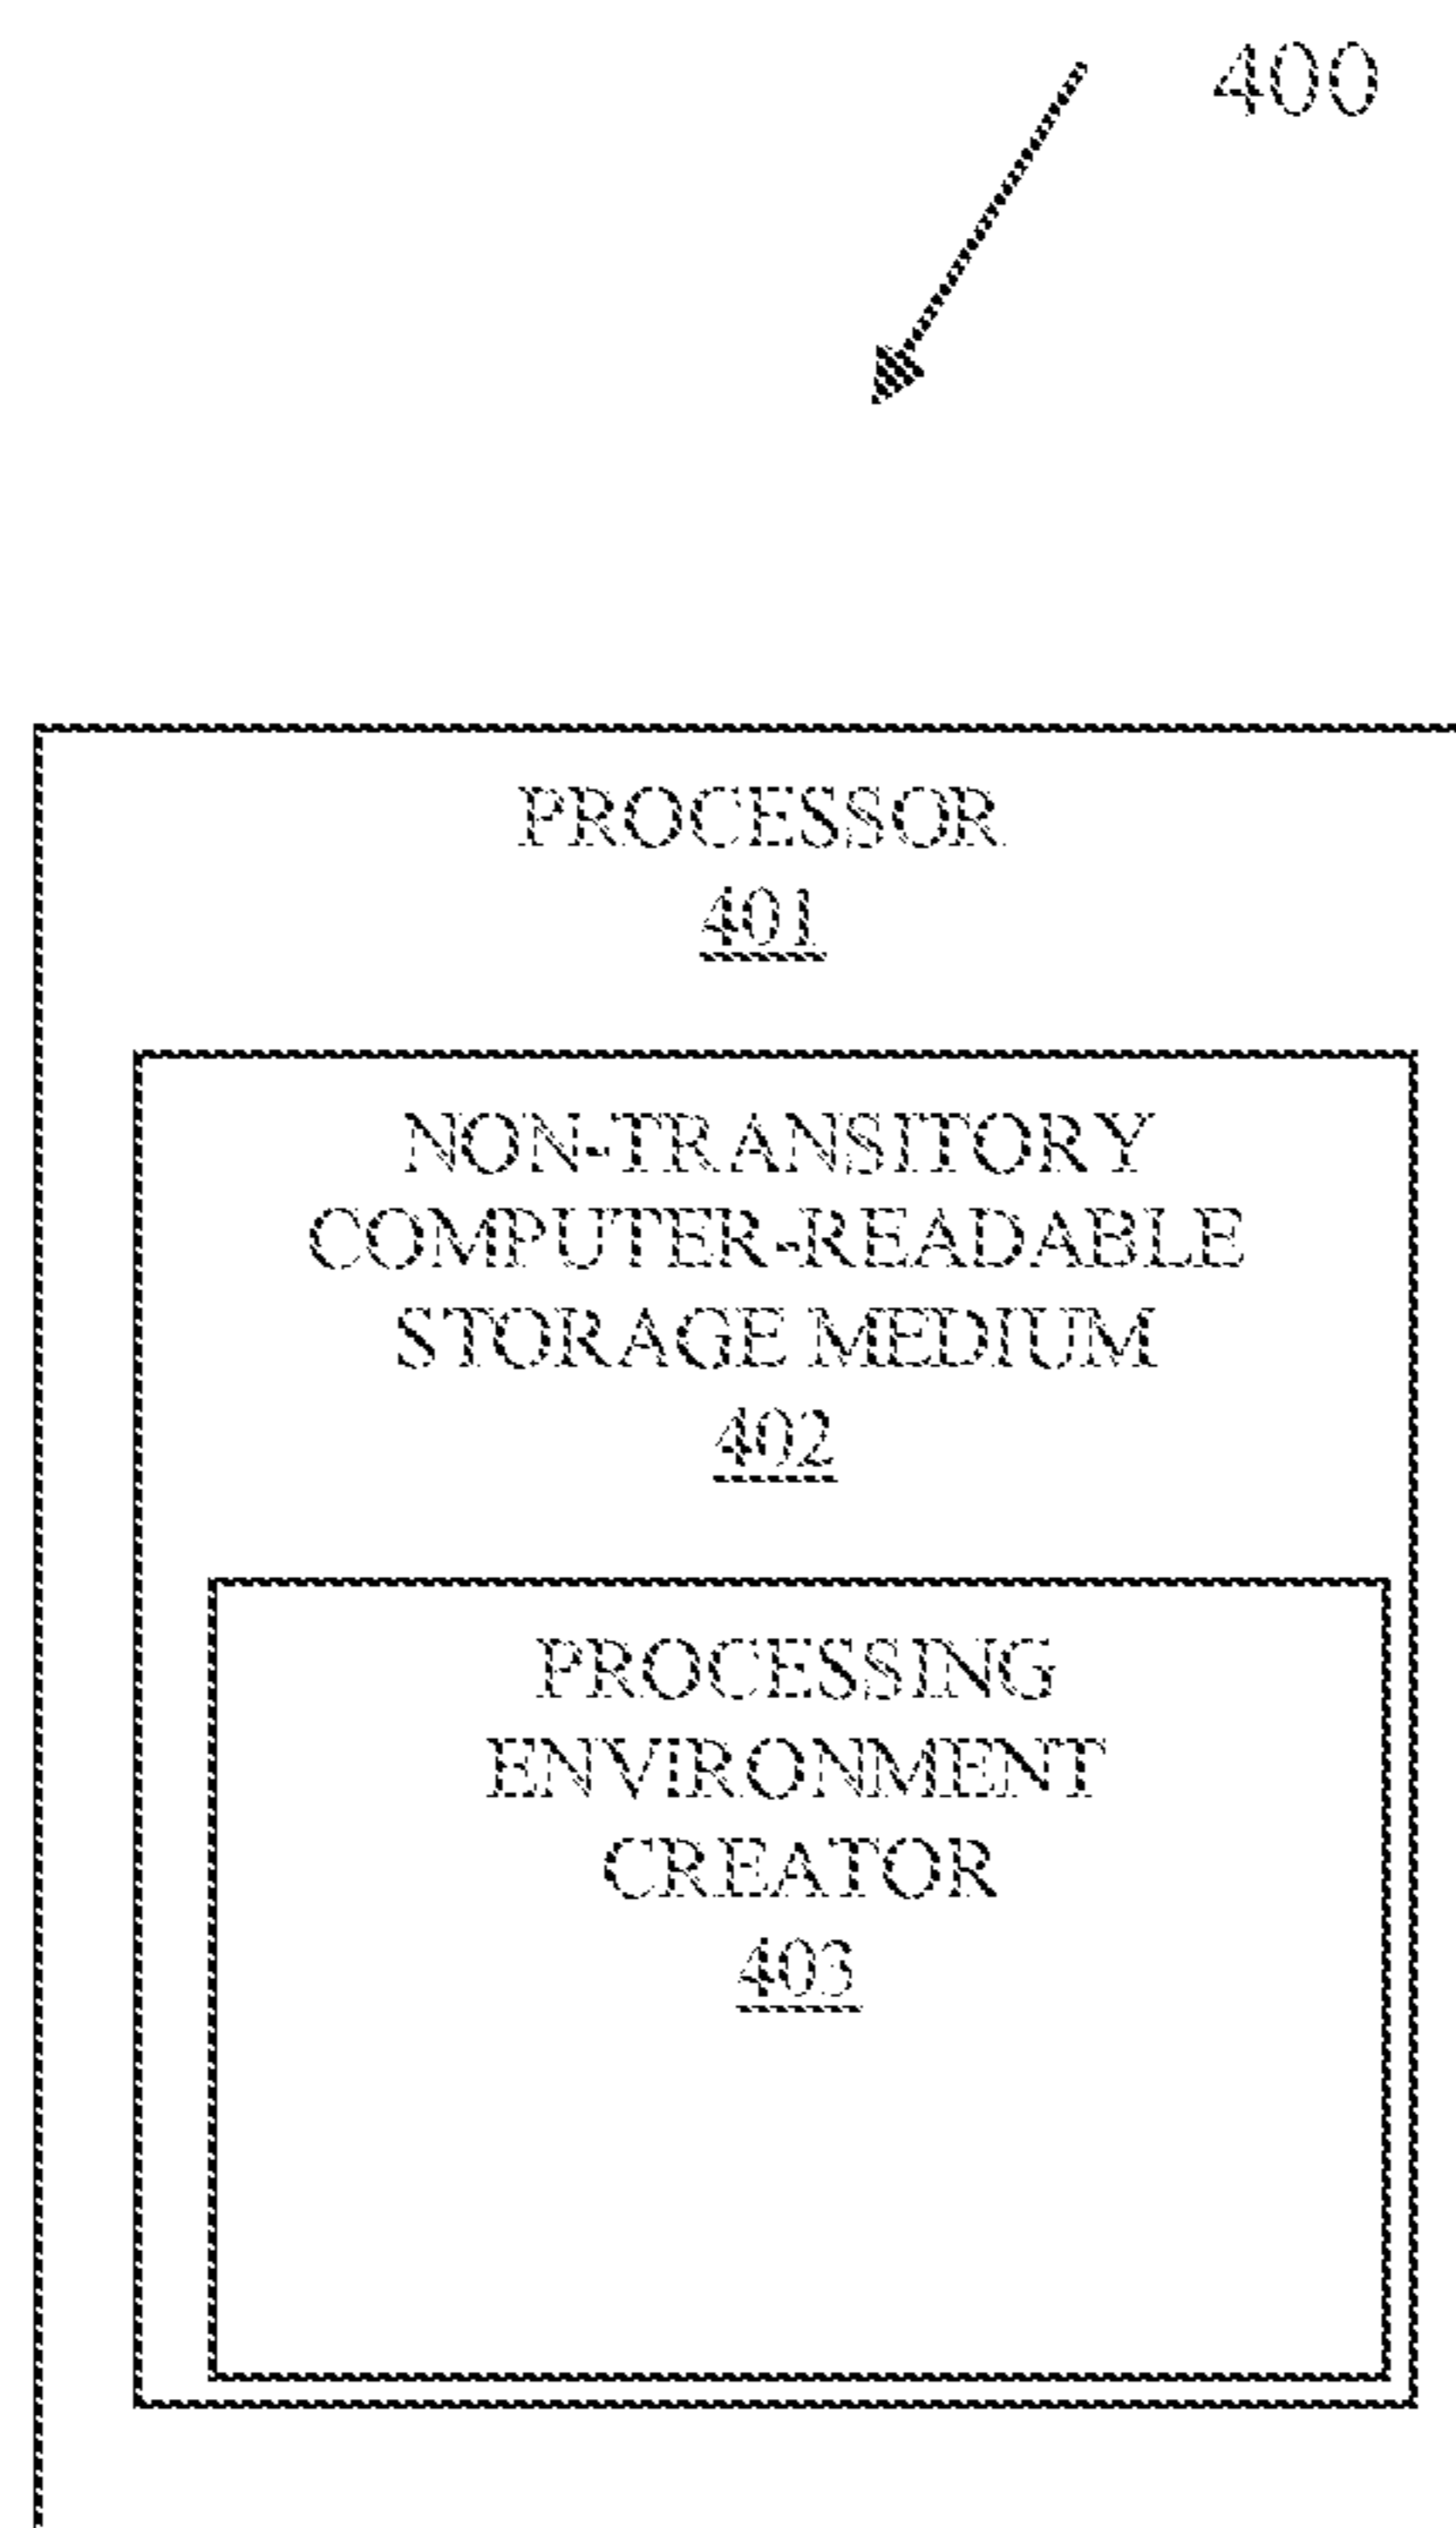 400
PROCESSOR
401
NON-TRANSITORY
COMPUTER-READABLE
STORAGE MEDIUM
402
PROCESSING
ENVIRONMENT
CREATOR
403